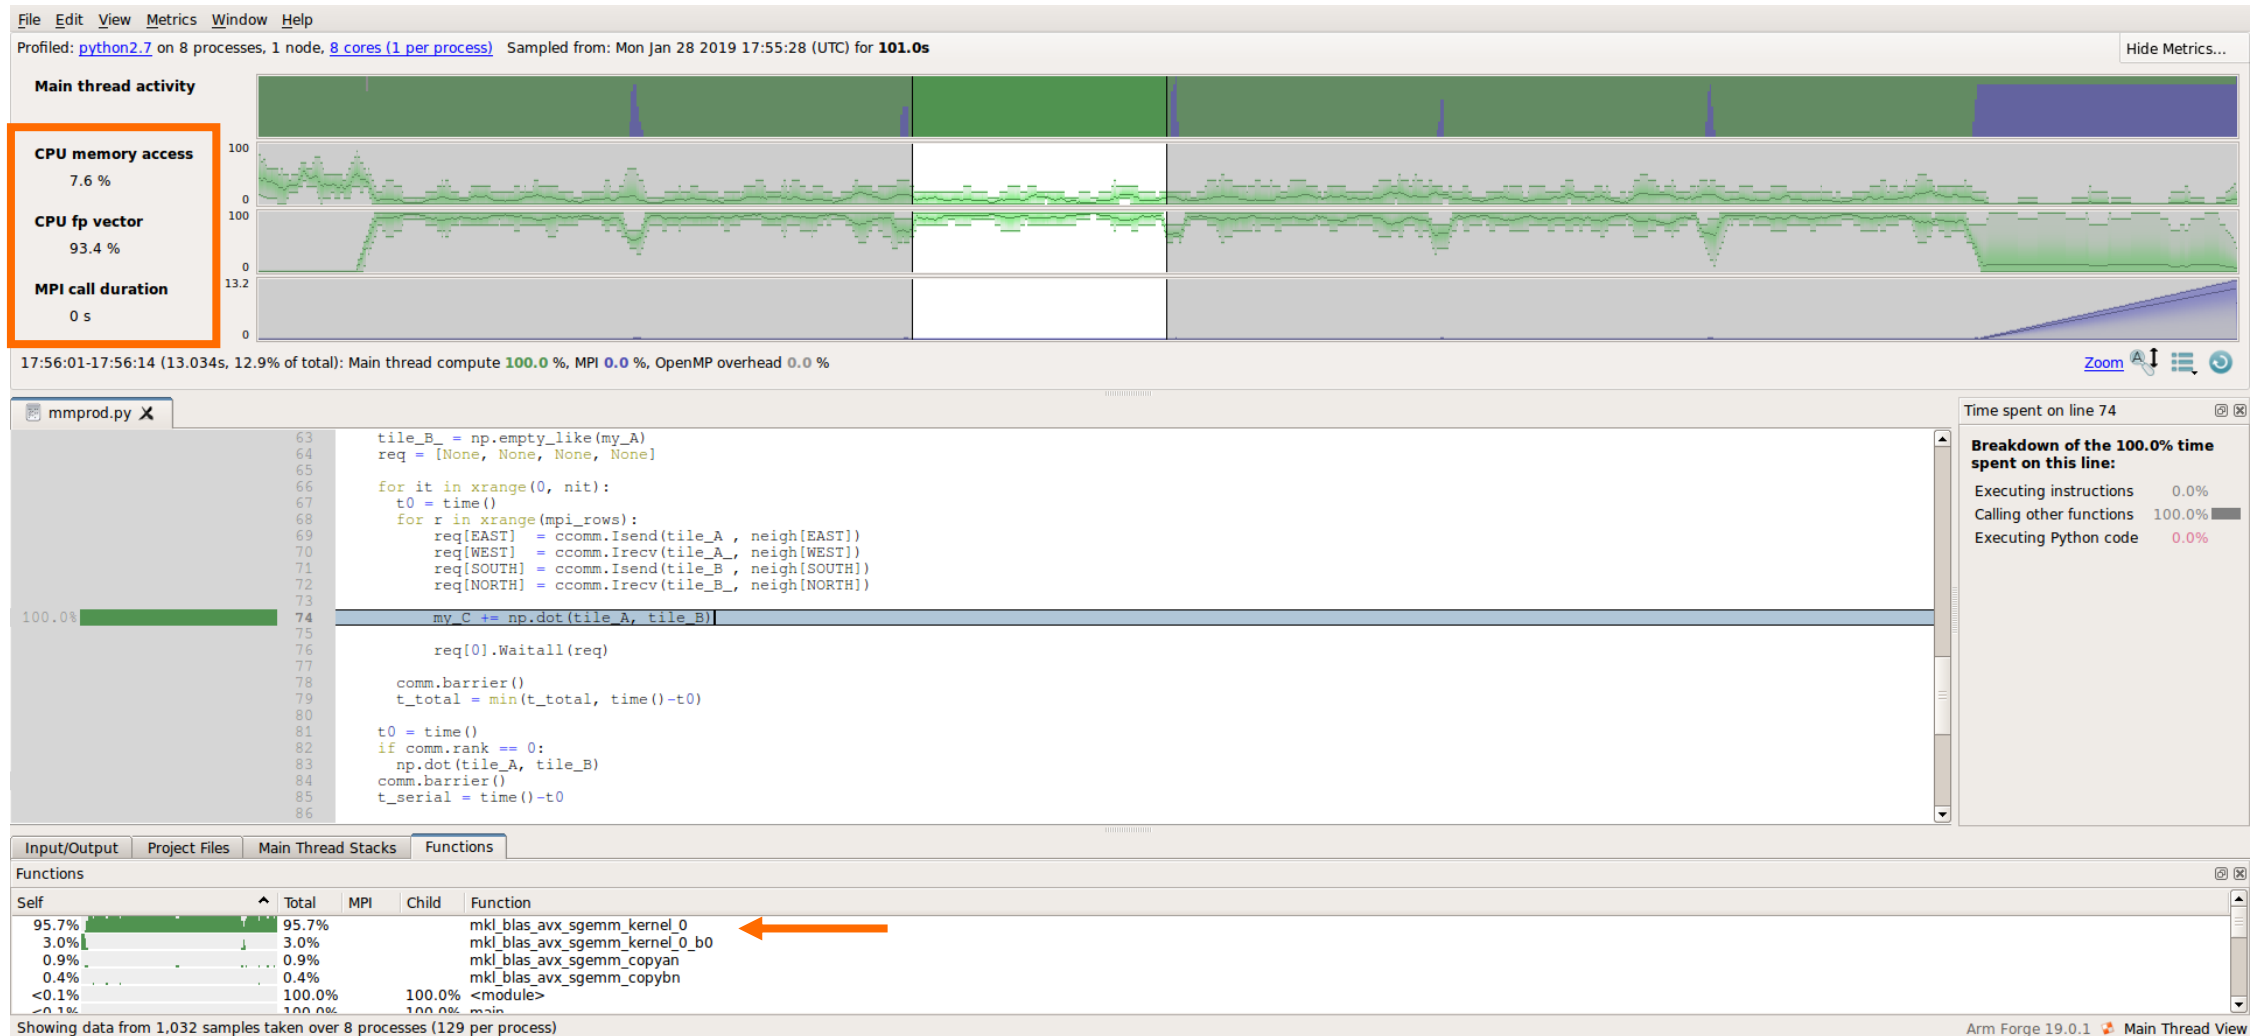 File Edit View Metrics Window Help
Profiled: python2.7 on 8 processes, 1 node, 8 cores (1 per process) Sampled from: Mon Jan 28 2019 17:55:28 (UTC) for 101.0s
Hide Metrics...
Main thread activity
CPU memory access
7.6 %
100
0
CPU fp vector
93.4 %
100
0
MPI call duration
0 s
13.2
0
17:56:01-17:56:14 (13.034s, 12.9% of total): Main thread compute 100.0 %, MPI 0.0 %, OpenMP overhead 0.0 %
Zoom
mmprod.py
63 tile_B_ = np.empty_like(my_A)
64 req = [None, None, None, None]
65
66 for it in xrange(0, nit):
67 t0 = time()
68 for r in xrange(mpi_rows):
69 req[EAST] = ccomm.Isend(tile_A , neigh[EAST])
70 req[WEST] = ccomm.Irecv(tile_A_, neigh[WEST])
71 req[SOUTH] = ccomm.Isend(tile_B , neigh[SOUTH])
72 req[NORTH] = ccomm.Irecv(tile_B_, neigh[NORTH])
73
100.0% 74 my_C += np.dot(tile_A, tile_B)
75
76 req[0].Waitall(req)
77
78 comm.barrier()
79 t_total = min(t_total, time()-t0)
80
81 t0 = time()
82 if comm.rank == 0:
83 np.dot(tile_A, tile_B)
84 comm.barrier()
85 t_serial = time()-t0
86
Time spent on line 74
Breakdown of the 100.0% time
spent on this line:
Executing instructions 0.0%
Calling other functions 100.0%
Executing Python code 0.0%
Input/Output Project Files Main Thread Stacks Functions
Functions
Self Total MPI Child Function
95.7% 95.7% mkl_blas_avx_sgemm_kernel_0
3.0% 3.0% mkl_blas_avx_sgemm_kernel_0_b0
0.9% 0.9% mkl_blas_avx_sgemm_copyan
0.4% 0.4% mkl_blas_avx_sgemm_copybn
<0.1% 100.0% 100.0% <module>
<0.1% 100.0% 100.0% main
Showing data from 1,032 samples taken over 8 processes (129 per process)
Arm Forge 19.0.1 Main Thread View